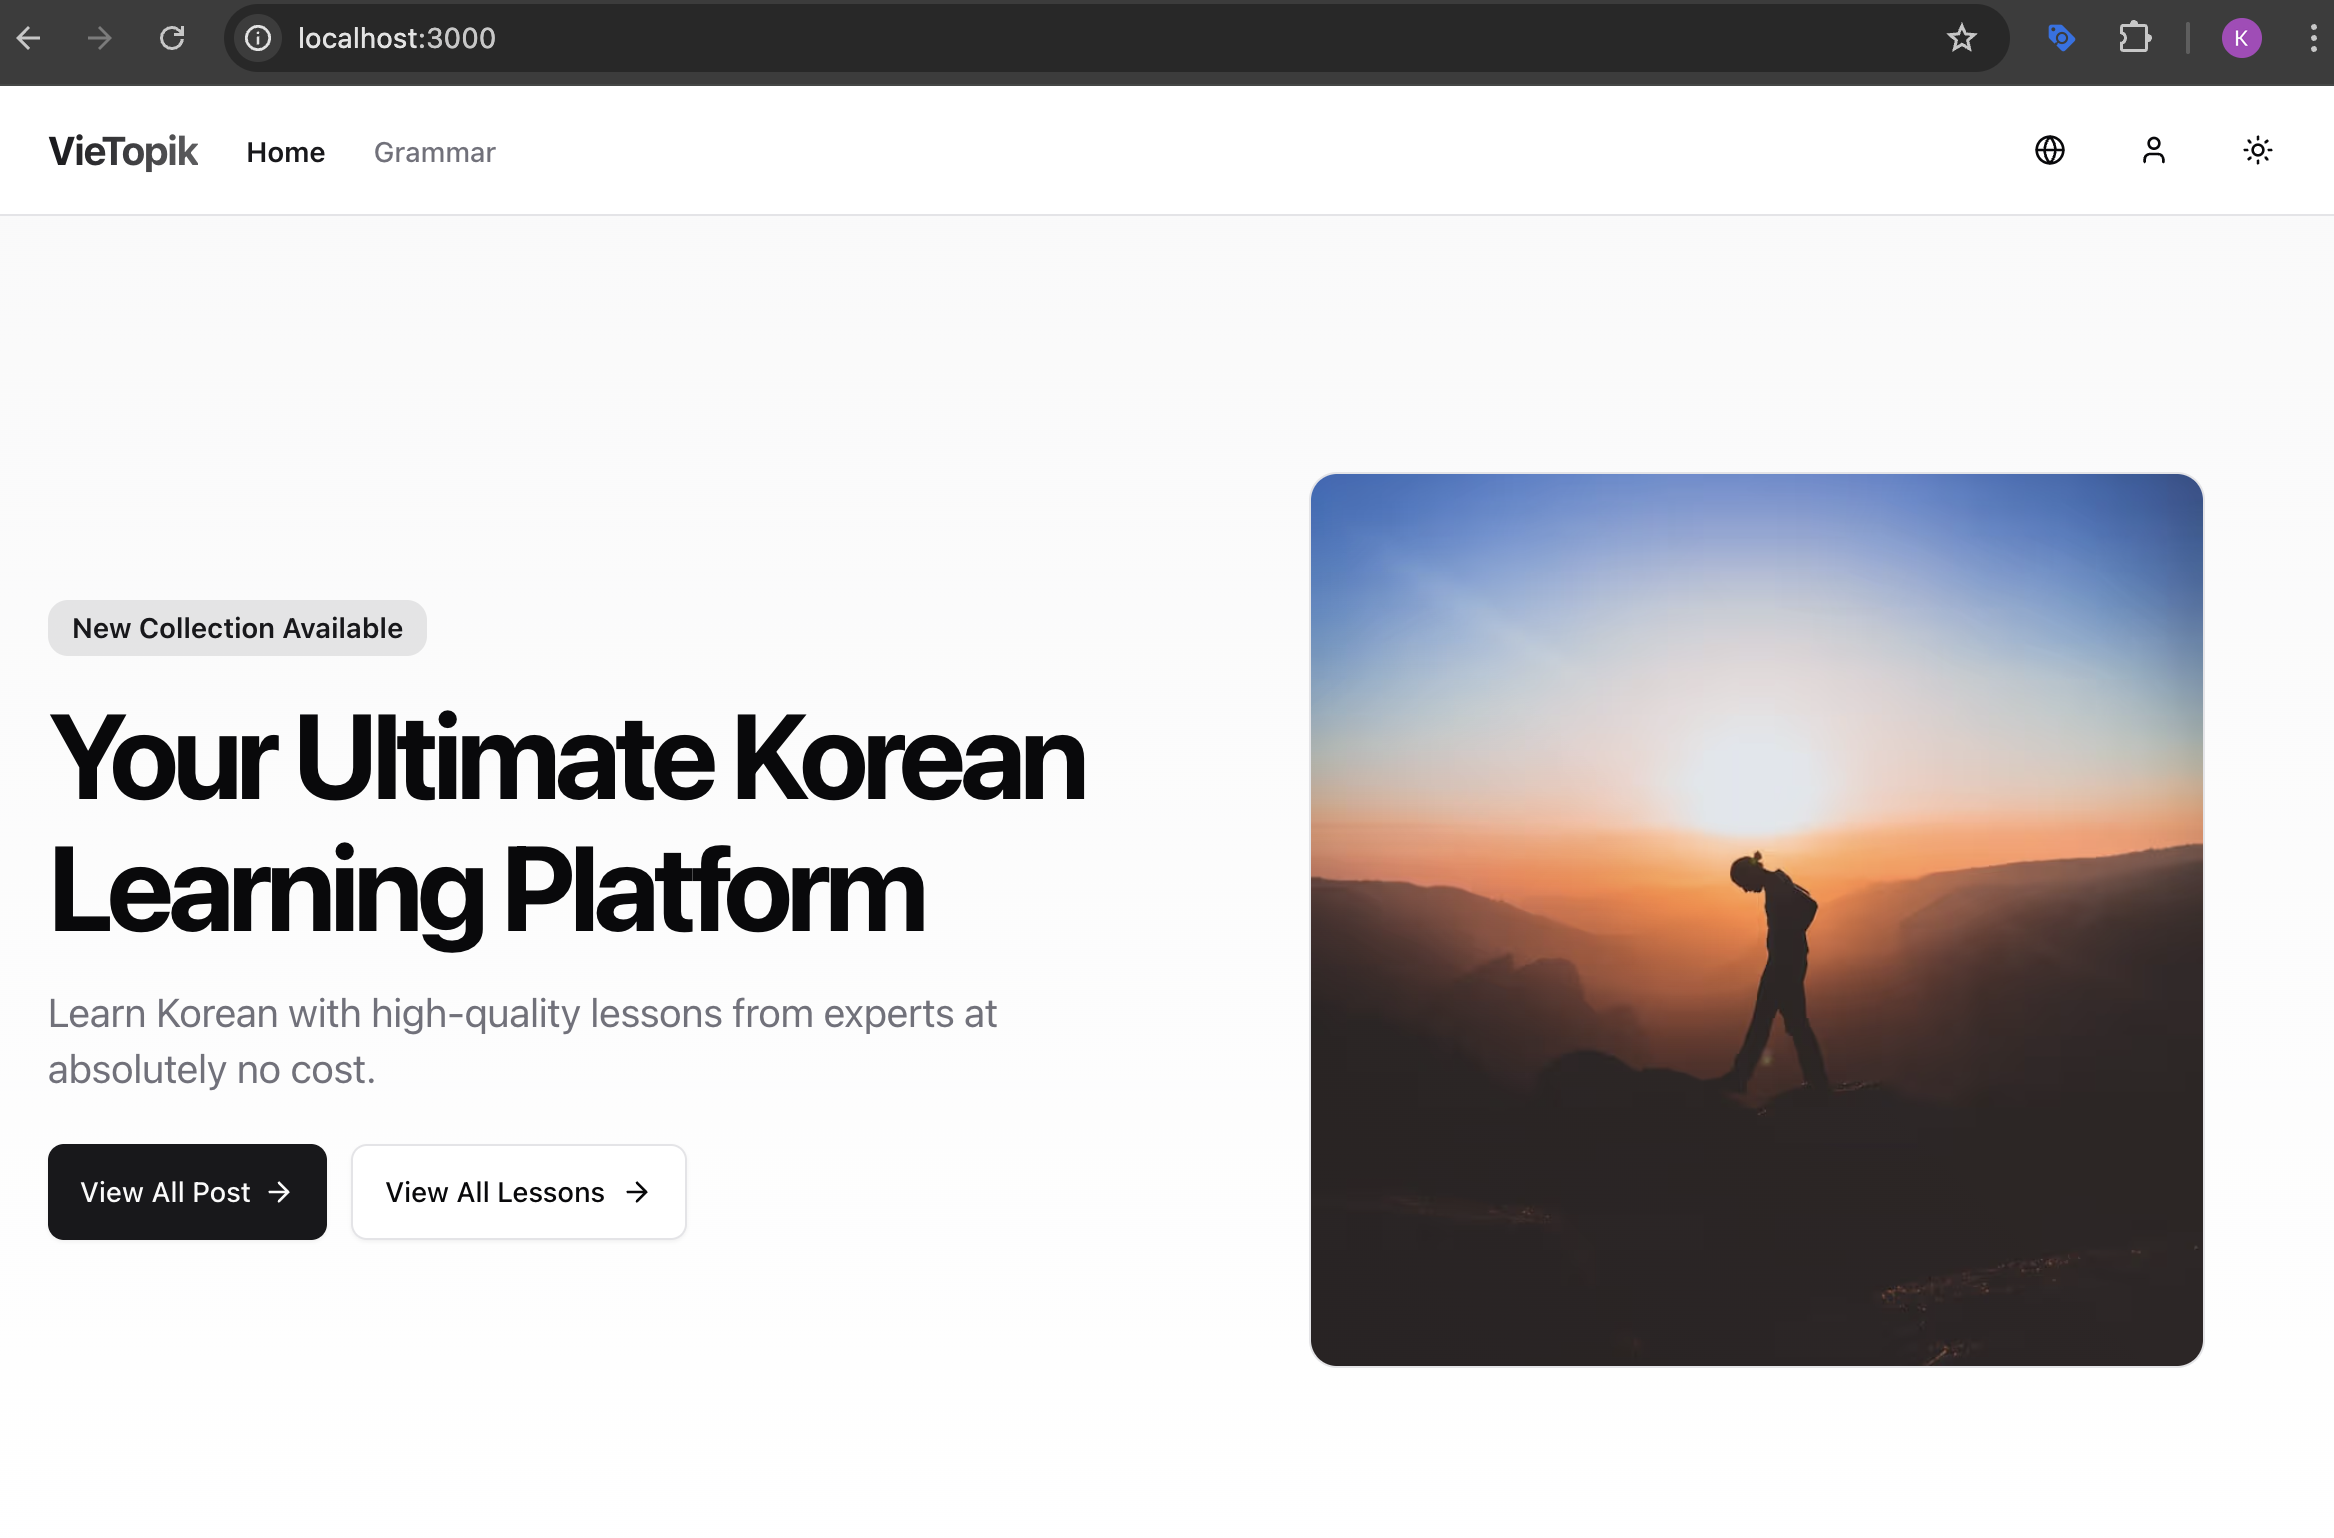 localhost:3000
K
VieTopik Home Grammar
New Collection Available
Your Ultimate Korean
Learning Platform
Learn Korean with high-quality lessons from experts at
absolutely no cost.
View All Post → View All Lessons →